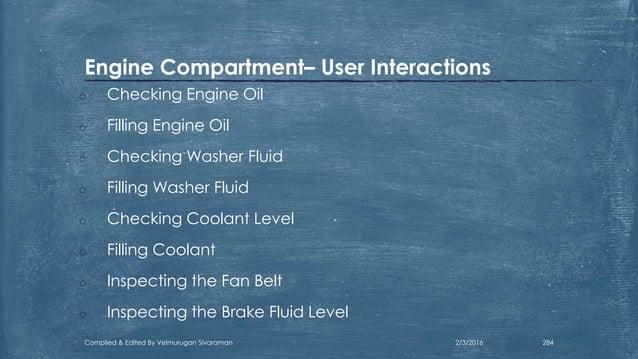 Engine Compartment– User Interactions
o Checking Engine Oil
o Filling Engine Oil
o Checking Washer Fluid
o Filling Washer Fluid
o Checking Coolant Level
o Filling Coolant
o Inspecting the Fan Belt
o Inspecting the Brake Fluid Level
Complied & Edited By Velmurugan Sivaraman 2/3/2016 284